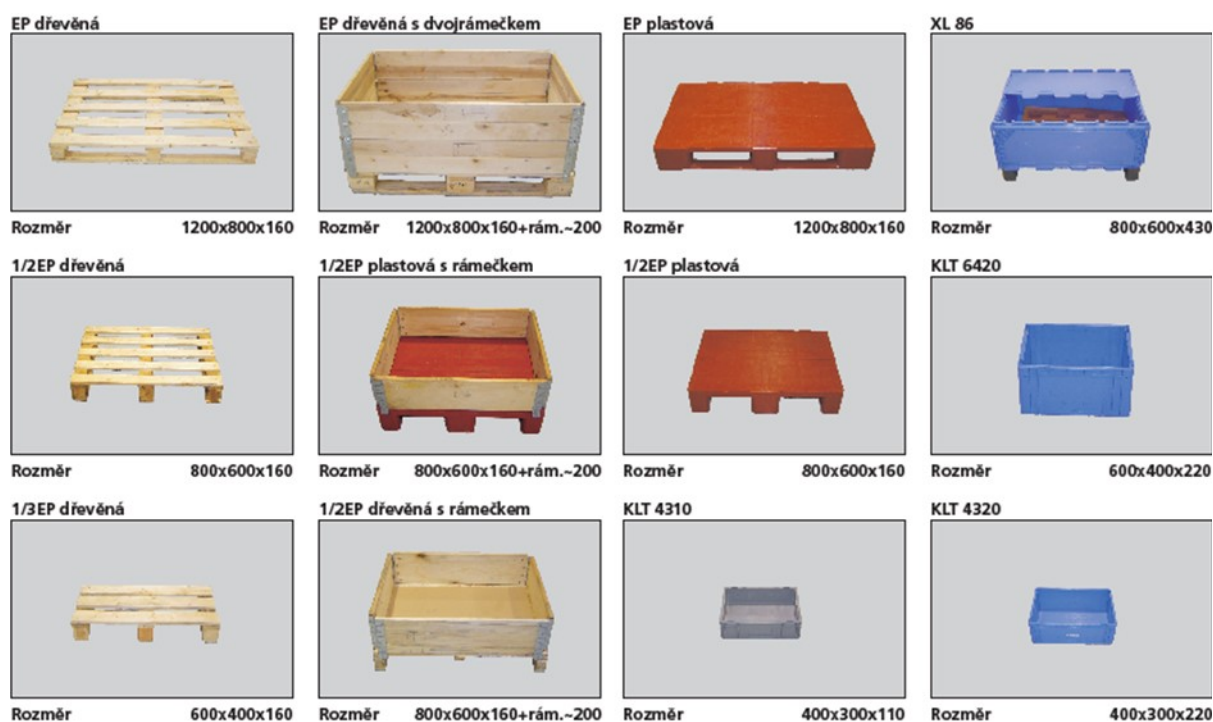 EP dřevěná
EP dřevěná s dvojrámečkem
EP plastová
XL 86
Rozměr 1200x800x160
Rozměr 1200x800x160+rám.~200
Rozměr 1200x800x160
Rozměr 800x600x430
1/2EP dřevěná
1/2EP plastová s rámečkem
1/2EP plastová
KLT 6420
Rozměr 800x600x160
Rozměr 800x600x160+rám.~200
Rozměr 800x600x160
Rozměr 600x400x220
1/3EP dřevěná
1/2EP dřevěná s rámečkem
KLT 4310
KLT 4320
Rozměr 600x400x160
Rozměr 800x600x160+rám.~200
Rozměr 400x300x110
Rozměr 400x300x220